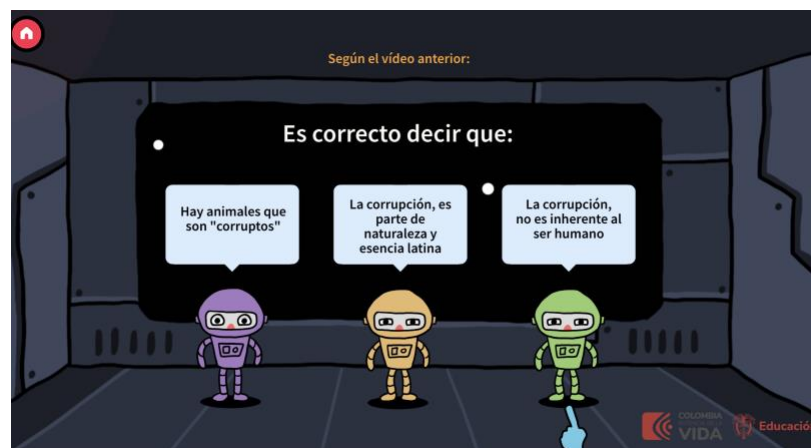 Según el vídeo anterior:
Es correcto decir que:
Hay animales que
son "corruptos"
La corrupción, es
parte de
naturaleza y
esencia latina
La corrupción,
no es inherente al
ser humano
COLOMBIA
VIDA
Educació